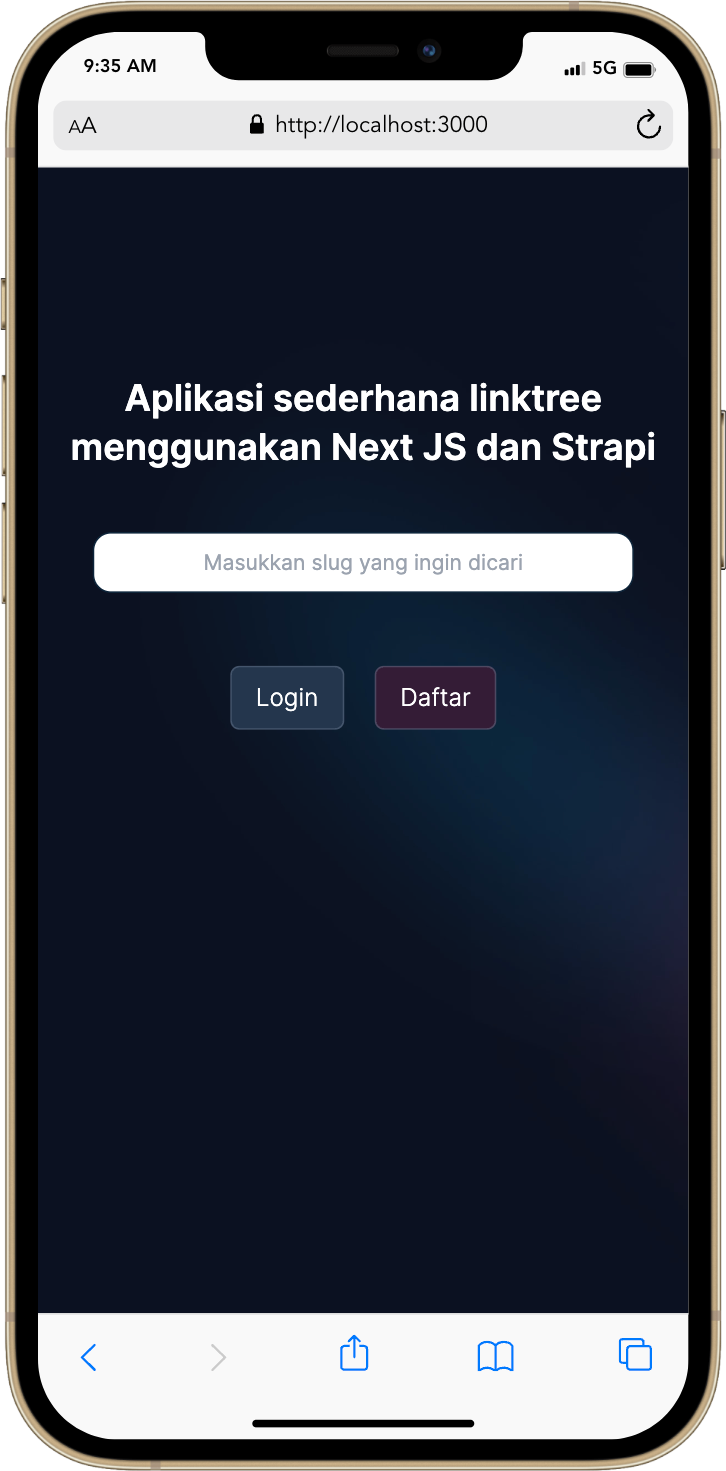 9:35 AM
5G
AA
http://localhost:3000
Aplikasi sederhana linktree
menggunakan Next JS dan Strapi
Masukkan slug yang ingin dicari
Login
Daftar